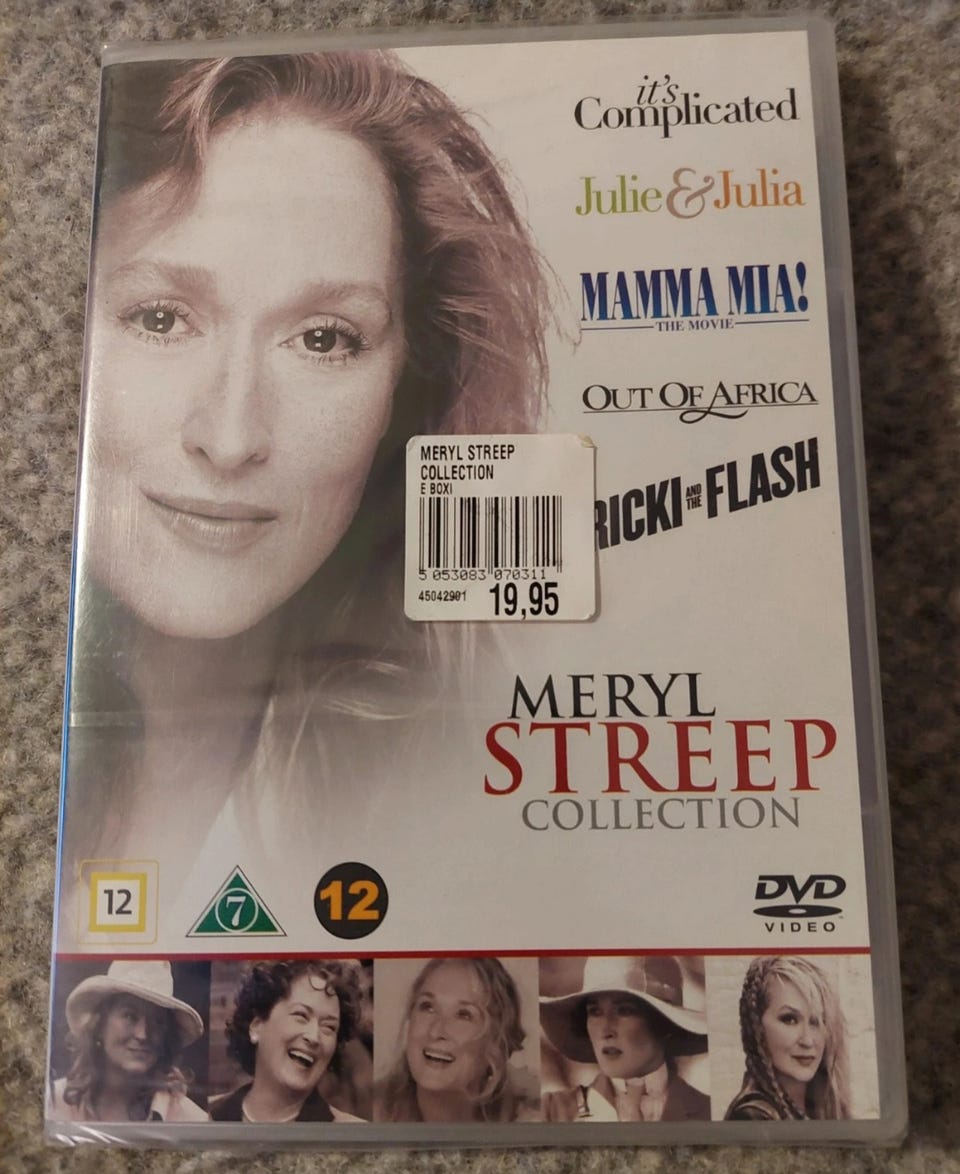 it's
Complicated
Julie & Julia
MAMMA MIA!
THE MOVIE
OUT OF AFRICA
RICKI AND THE FLASH
MERYL STREEP
COLLECTION
E BOXI
5 053083 070311
45042901 19,95
MERYL
STREEP
COLLECTION
12
7
12
DVD
VIDEO